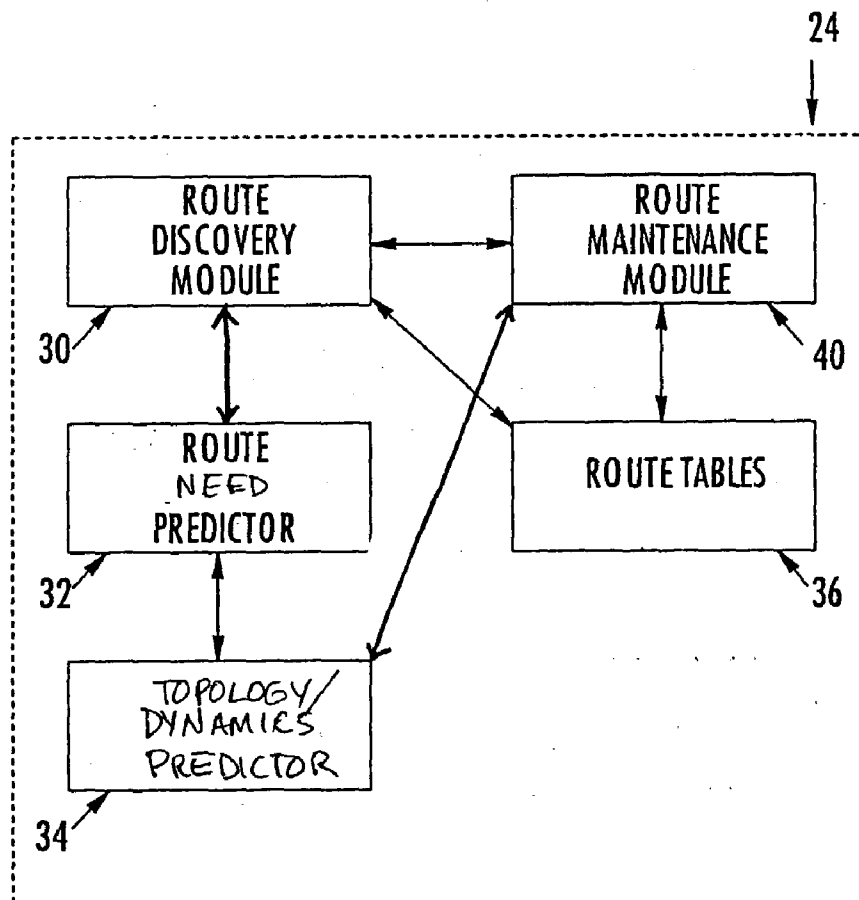 24
ROUTE
DISCOVERY
MODULE
ROUTE
MAINTENANCE
MODULE
30
40
ROUTE
NEED
PREDICTOR
ROUTE TABLES
32
36
TOPOLOGY/
DYNAMICS
PREDICTOR
34